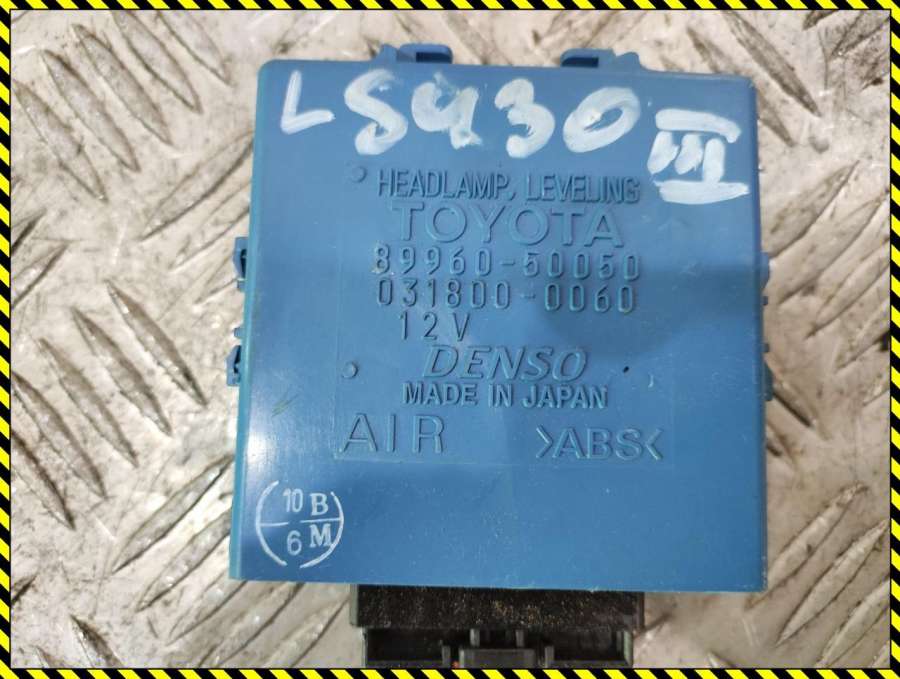 LS430 III
HEADLAMP, LEVELING
TOYOTA
89960-50050
031800-0060
12V
DENSO
MADE IN JAPAN
AIR >ABS<
10 B
6 M